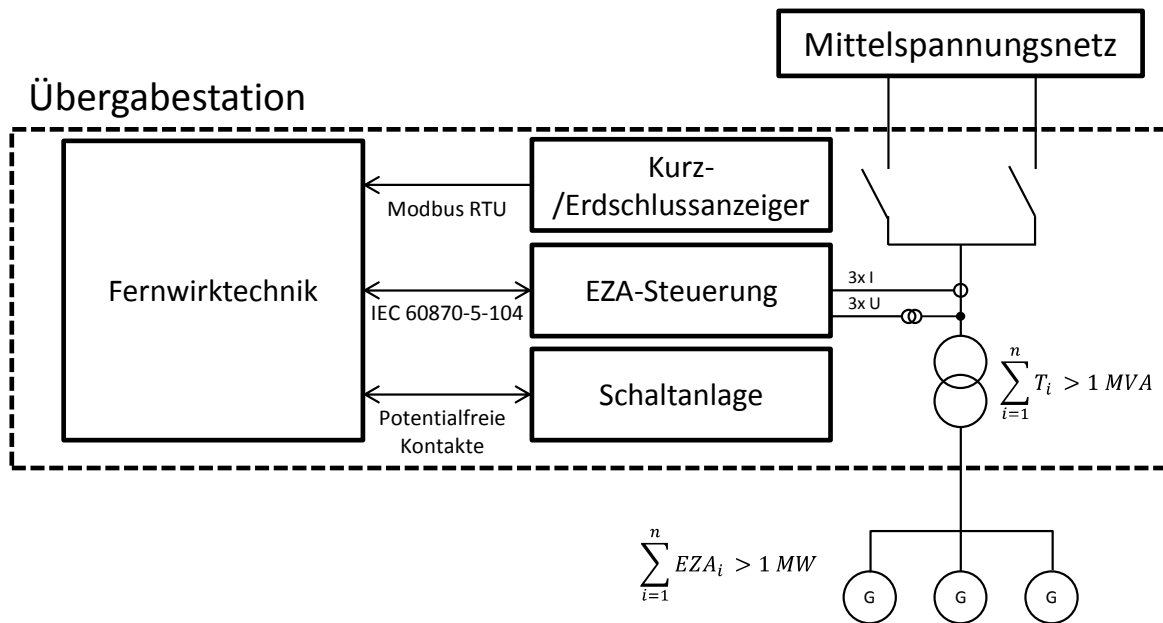 Mittelspannungsnetz
Übergabestation
Fernwirktechnik
Modbus RTU
Kurz-
/Erdschlussanzeiger
IEC 60870-5-104
EZA-Steuerung
3x I
3x U
Potentialfreie
Kontakte
Schaltanlage
n
∑ T_i > 1 MVA
i=1
n
∑ EZA_i > 1 MW
i=1
G
G
G